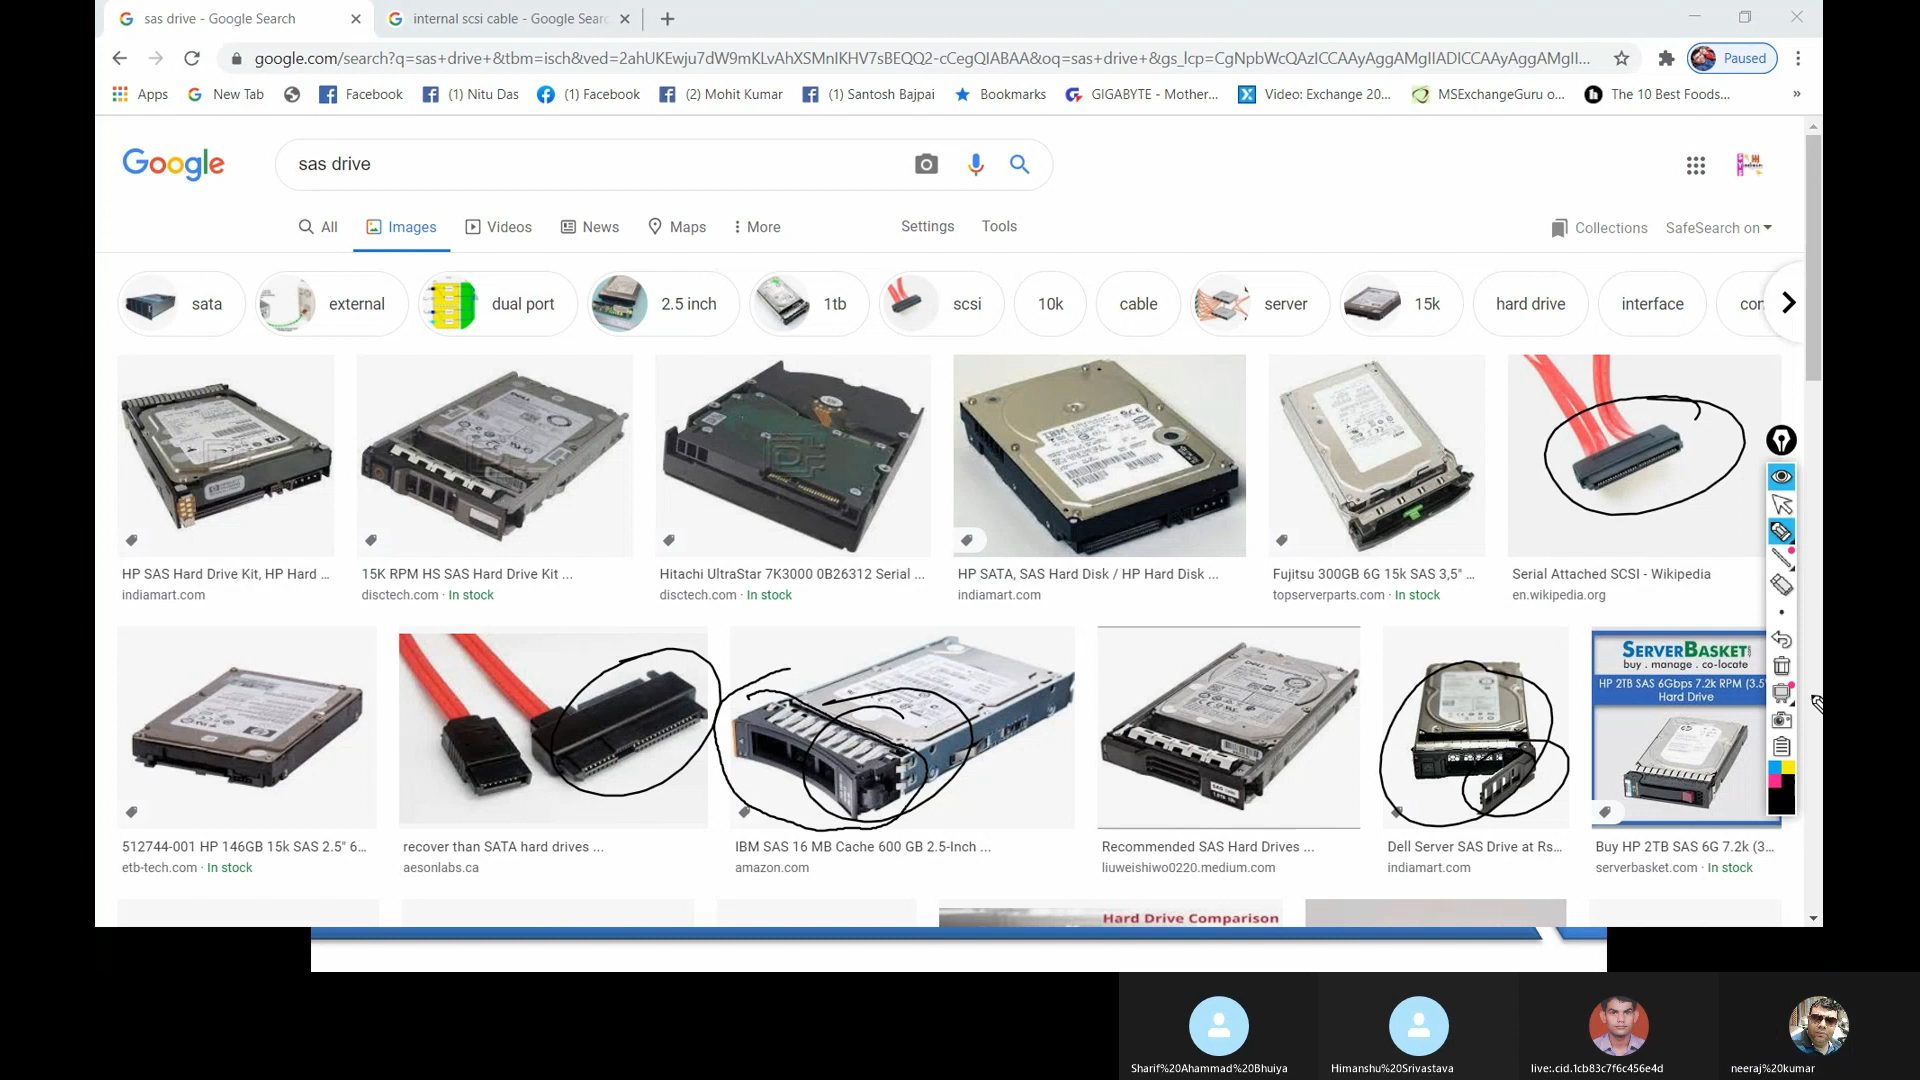 sas drive - Google Search
internal scsi cable - Google Searc
google.com/search?q=sas+drive+&tbm=isch&ved=2ahUKEwju7dW9mKLvAhXSMnIKHV7sBEQQ2-cCegQIABAA&oq=sas+drive+&gs_lcp=CgNpbWcQAzICCAAyAggAMgIIADICCAAyAggAMgII...
Paused
Apps
New Tab
Facebook
(1) Nitu Das
(1) Facebook
(2) Mohit Kumar
(1) Santosh Bajpai
Bookmarks
GIGABYTE - Mother...
Video: Exchange 20...
MSExchangeGuru o...
The 10 Best Foods...
»
Google
sas drive
All
Images
Videos
News
Maps
More
Settings
Tools
Collections
SafeSearch on
sata
external
dual port
2.5 inch
1tb
scsi
10k
cable
server
15k
hard drive
interface
con
HP SAS Hard Drive Kit, HP Hard ...
indiamart.com
15K RPM HS SAS Hard Drive Kit ...
disctech.com · In stock
Hitachi UltraStar 7K3000 0B26312 Serial ...
disctech.com · In stock
HP SATA, SAS Hard Disk / HP Hard Disk ...
indiamart.com
Fujitsu 300GB 6G 15k SAS 3,5" ...
topserverparts.com · In stock
Serial Attached SCSI - Wikipedia
en.wikipedia.org
SERVERBASKET
buy . manage . co-locate
HP 2TB SAS 6Gbps 7.2k RPM (3.5"
Hard Drive
512744-001 HP 146GB 15k SAS 2.5" 6...
etb-tech.com · In stock
recover than SATA hard drives ...
aesonlabs.ca
IBM SAS 16 MB Cache 600 GB 2.5-Inch ...
amazon.com
Recommended SAS Hard Drives ...
liuweishiwo0220.medium.com
Dell Server SAS Drive at Rs...
indiamart.com
Buy HP 2TB SAS 6G 7.2k (3...
serverbasket.com · In stock
Hard Drive Comparison
Sharif%20Ahammad%20Bhuiya
Himanshu%20Srivastava
live:.cid.1cb83c7f6c456e4d
neeraj%20kumar